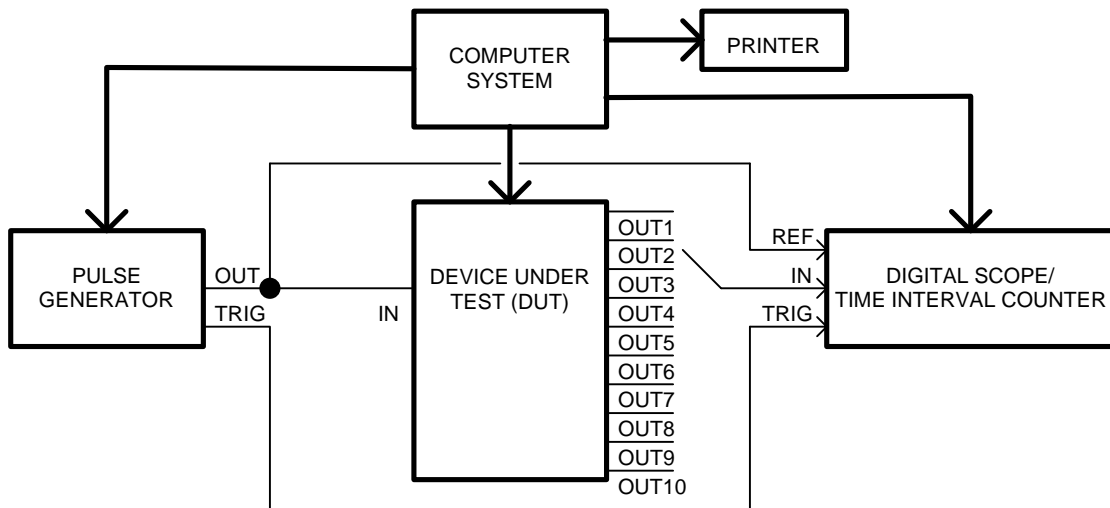 COMPUTER
SYSTEM
PRINTER
PULSE
GENERATOR
OUT
TRIG
IN
DEVICE UNDER
TEST (DUT)
OUT1
OUT2
OUT3
OUT4
OUT5
OUT6
OUT7
OUT8
OUT9
OUT10
REF
IN
TRIG
DIGITAL SCOPE/
TIME INTERVAL COUNTER